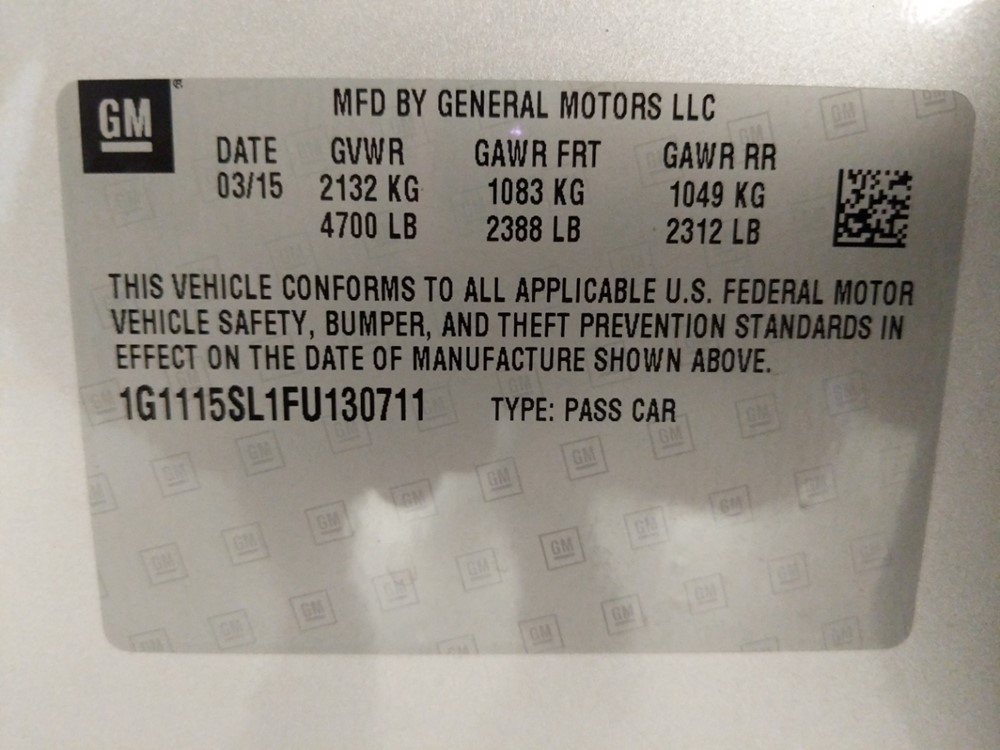 GM
MFD BY GENERAL MOTORS LLC
DATE GVWR GAWR FRT GAWR RR
03/15 2132 KG 1083 KG 1049 KG
4700 LB 2388 LB 2312 LB
THIS VEHICLE CONFORMS TO ALL APPLICABLE U.S. FEDERAL MOTOR
VEHICLE SAFETY, BUMPER, AND THEFT PREVENTION STANDARDS IN
EFFECT ON THE DATE OF MANUFACTURE SHOWN ABOVE.
1G1115SL1FU130711 TYPE: PASS CAR